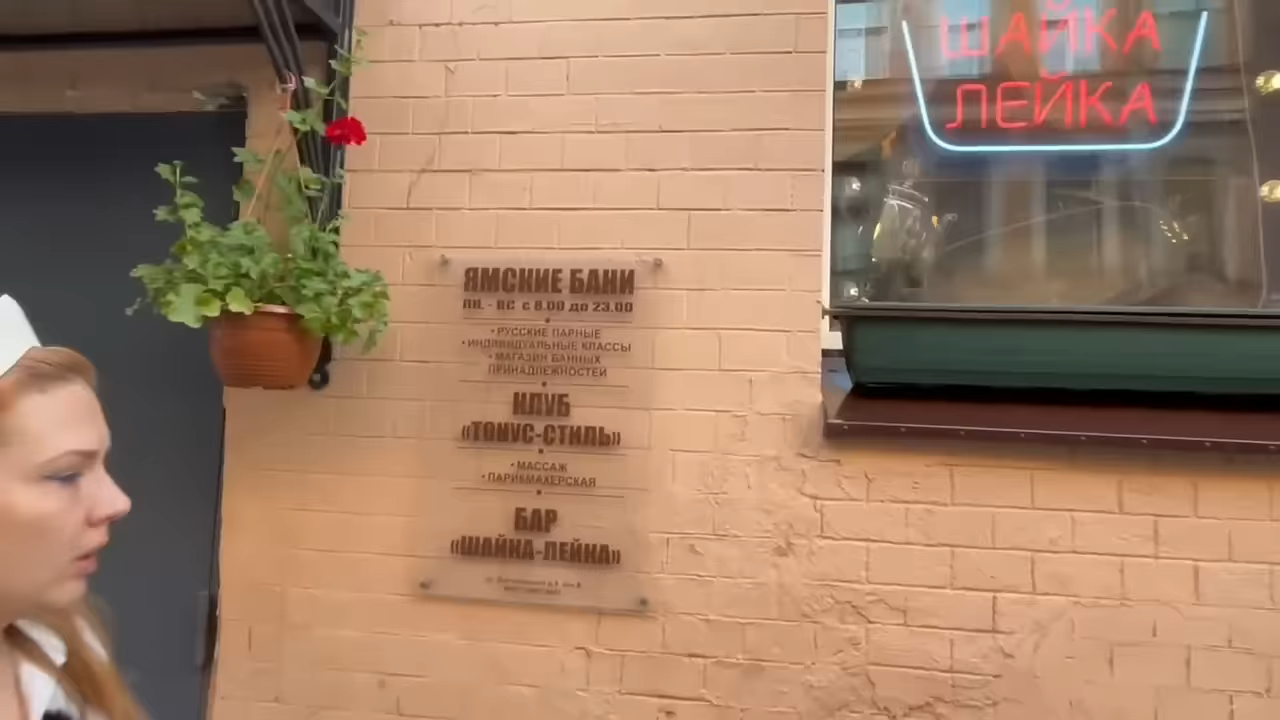 ШАЙКА
ЛЕЙКА
ЯМСКИЕ БАНИ
ПН. - ВС с 8.00 до 23.00
• РУССКИЕ ПАРНЫЕ
• ИНДИВИДУАЛЬНЫЕ КЛАССЫ
• МАГАЗИН БАННЫХ
ПРИНАДЛЕЖНОСТЕЙ
КЛУБ
«ТОНУС-СТИЛЬ»
• МАССАЖ
• ПАРИКМАХЕРСКАЯ
БАР
«ШАЙКА-ЛЕЙКА»